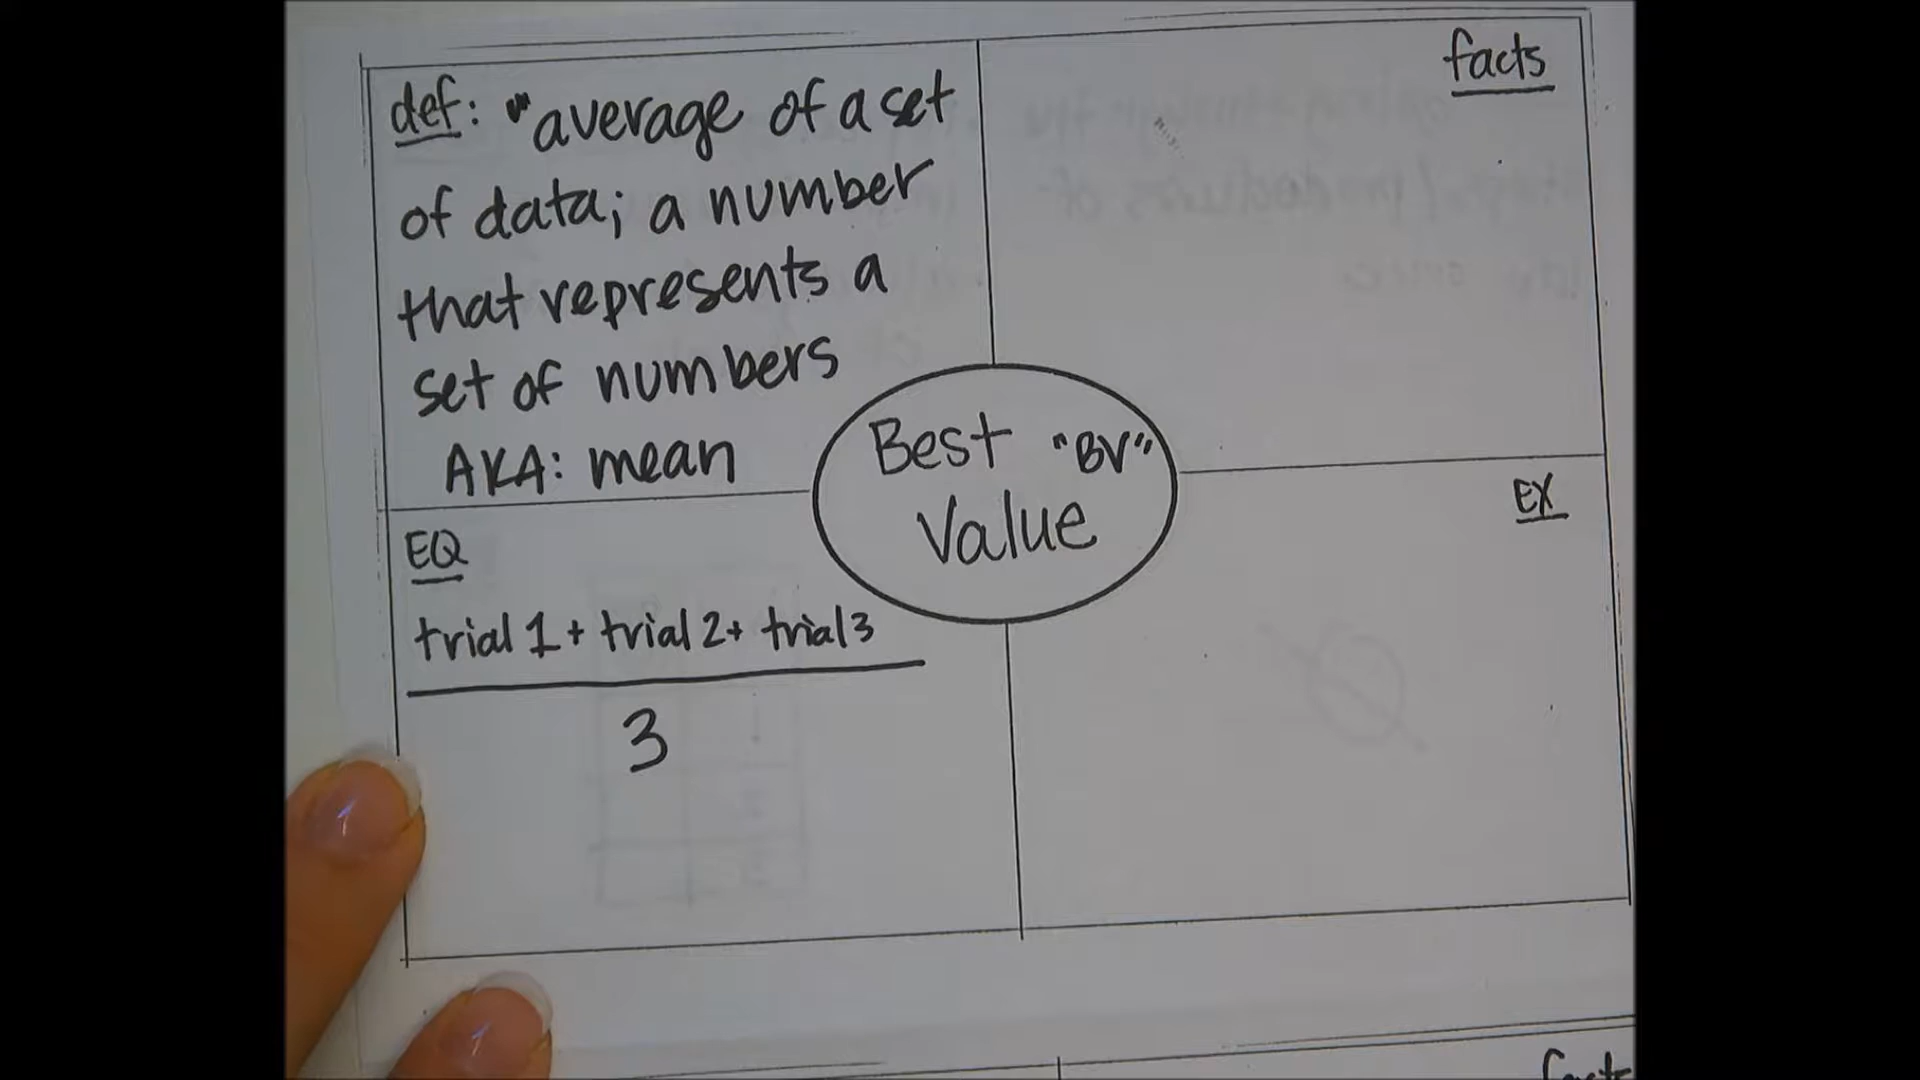 def: "average of a set
of data; a number
that represents a
set of numbers
AKA: mean
facts
Best "BV"
Value
EQ
trial 1 + trial 2 + trial 3
3
EX